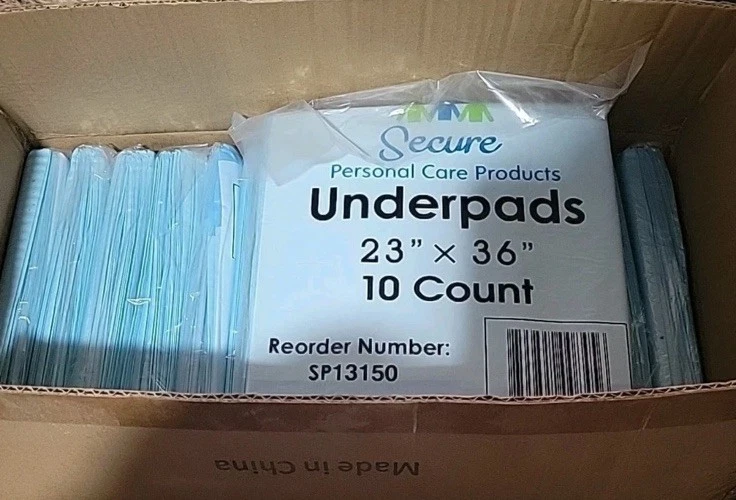 Secure
Personal Care Products
Underpads
23” × 36”
10 Count
Reorder Number:
SP13150
Made in China